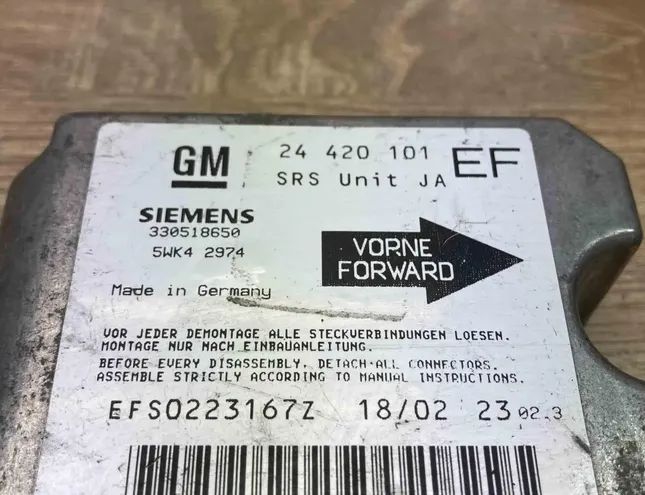 GM 24 420 101 EF
SRS Unit JA
SIEMENS
330518650
5WK4 2974
VORNE
FORWARD
Made in Germany
VOR JEDER DEMONTAGE ALLE STECKVERBINDUNGEN LOESEN.
MONTAGE NUR NACH EINBAUANLEITUNG.
BEFORE EVERY DISASSEMBLY, DETACH ALL CONNECTORS.
ASSEMBLE STRICTLY ACCORDING TO MANUAL INSTRUCTIONS.
EFS0223167Z 18/02 23 02.3